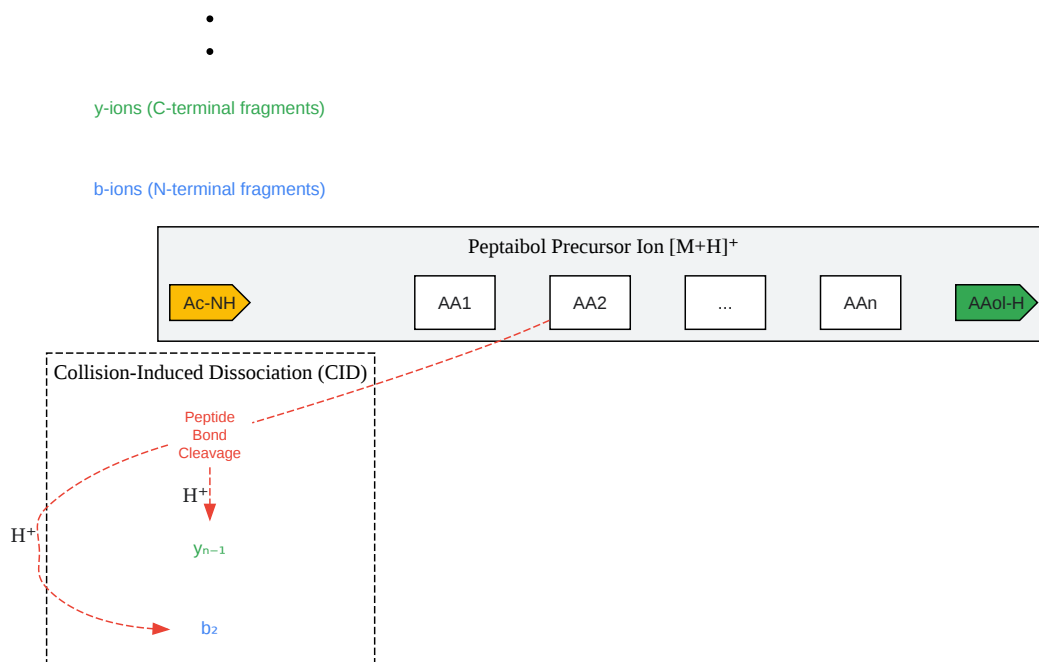 y-ions (C-terminal fragments)
b-ions (N-terminal fragments)
Peptaibol Precursor Ion [M+H]⁺
Ac-NH
AA1
AA2
...
AAn
AAol-H
Collision-Induced Dissociation (CID)
Peptide
Bond
Cleavage
H⁺
H⁺
yₙ₋₁
b₂